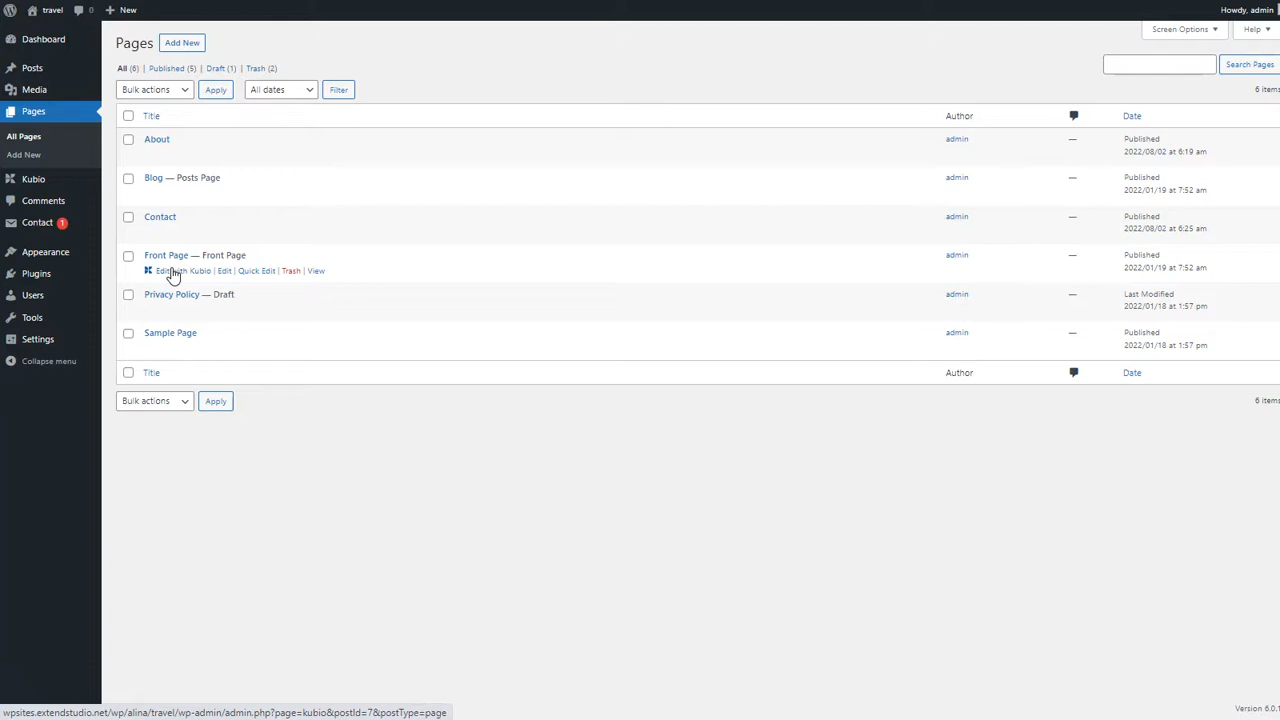 travel 0 New Howdy, admin
Screen Options Help
Dashboard
Posts
Media
Pages
All Pages
Add New
Kubio
Comments
Contact 1
Appearance
Plugins
Users
Tools
Settings
Collapse menu
Pages Add New
All (6) | Published (5) | Draft (1) | Trash (2)
Search Pages
Bulk actions Apply All dates Filter
6 items
Title Author Date
About admin — Published
2022/08/02 at 6:19 am
Blog — Posts Page admin — Published
2022/01/19 at 7:52 am
Contact admin — Published
2022/08/02 at 6:25 am
Front Page — Front Page admin — Published
Edit with Kubio | Edit | Quick Edit | Trash | View 2022/01/19 at 7:52 am
Privacy Policy — Draft admin — Last Modified
2022/01/18 at 1:57 pm
Sample Page admin — Published
2022/01/18 at 1:57 pm
Title Author Date
Bulk actions Apply
6 items
Version 6.0.1
wpsites.extendstudio.net/wp/alina/travel/wp-admin/admin.php?page=kubio&postId=7&postType=page